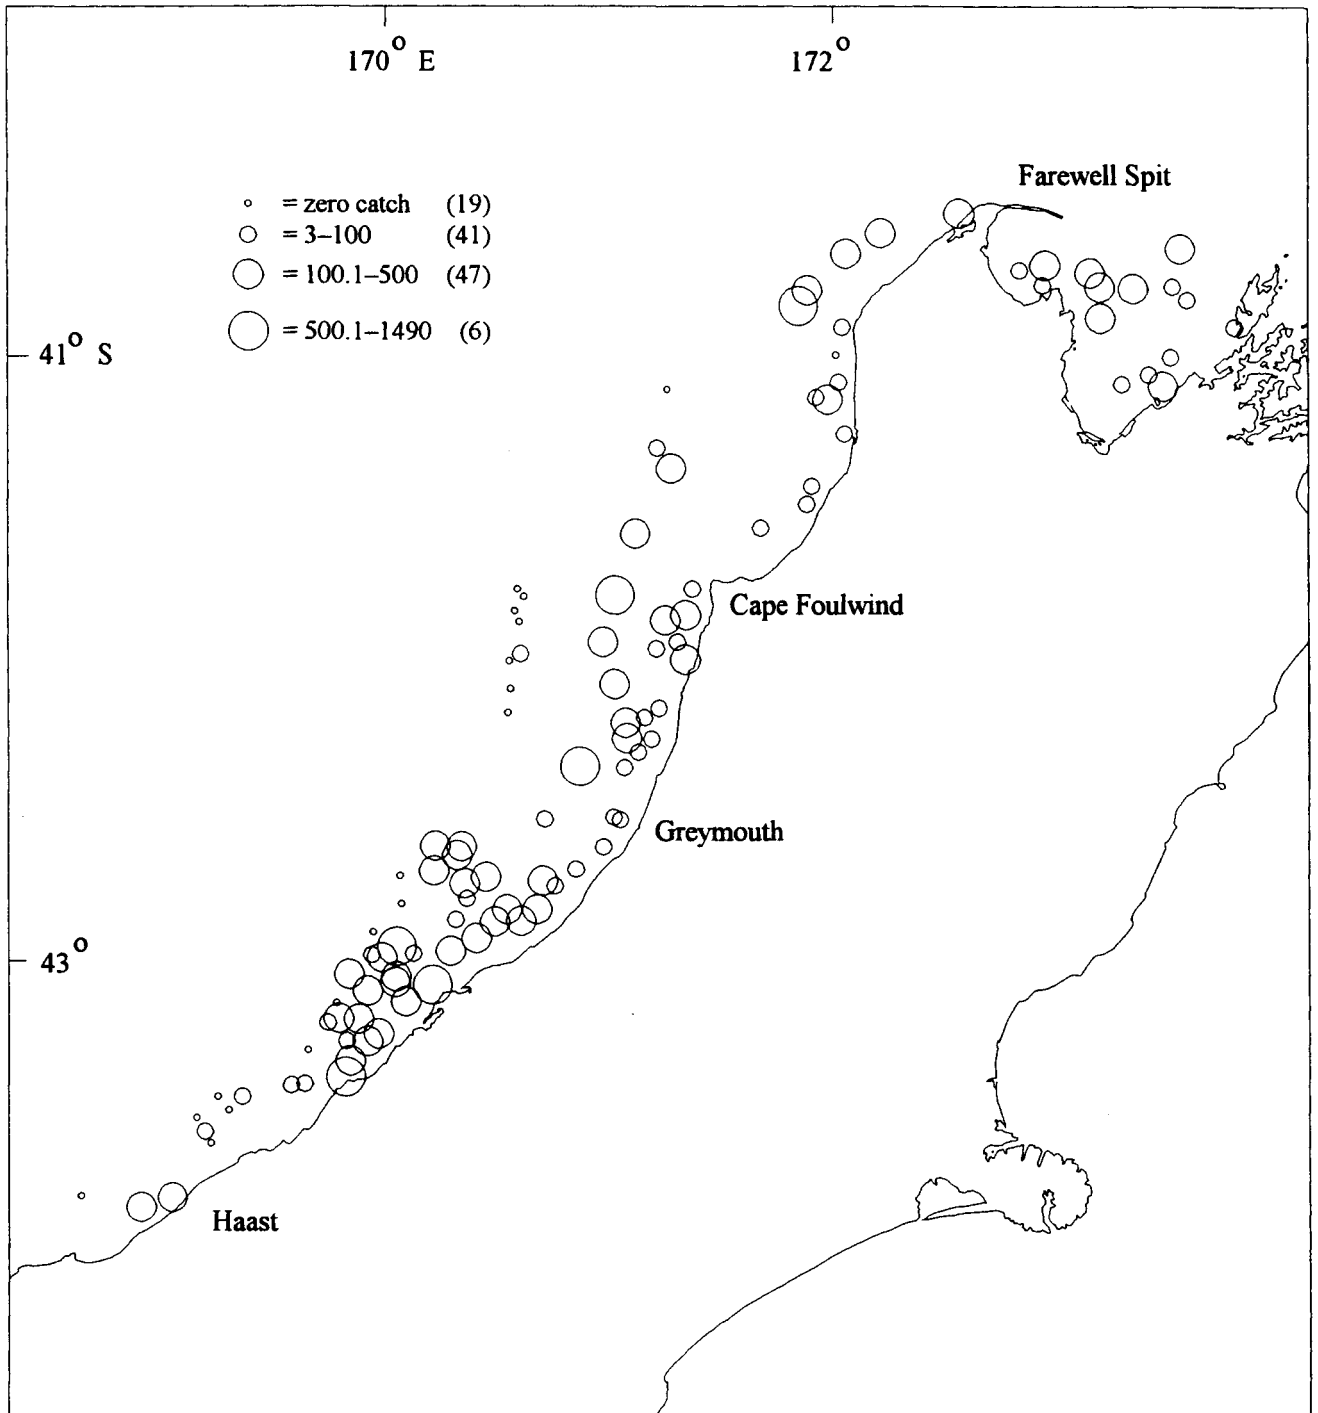 170° E
172°
Farewell Spit
= zero catch (19)
= 3–100 (41)
= 100.1–500 (47)
= 500.1–1490 (6)
41° S
Cape Foulwind
Greymouth
43°
Haast